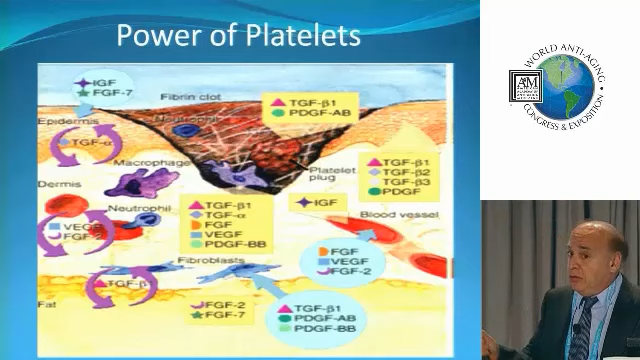 Power of Platelets
IGF
FGF-7
Fibrin clot
Neutrophil
TGF-β1
PDGF-AB
Epidermis
TGF-α
Macrophage
Platelet
plug
TGF-β1
TGF-β2
TGF-β3
PDGF
Dermis
Neutrophil
TGF-β1
TGF-α
FGF
VEGF
PDGF-BB
IGF
Blood vessel
VEGF
FGF-2
FGF
VEGF
FGF-2
Fibroblasts
TGF-β
Fat
FGF-2
FGF-7
TGF-β1
PDGF-AB
PDGF-BB
WORLD ANTI-AGING
A4M
CONGRESS & EXPOSITION